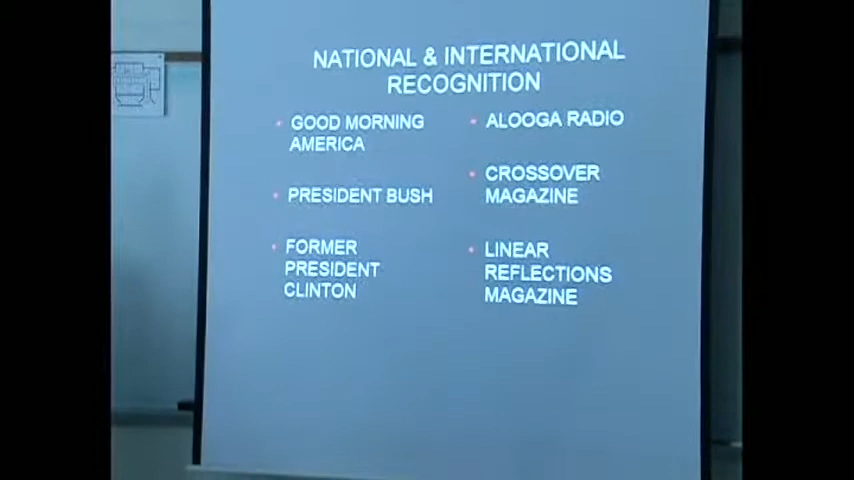 NATIONAL & INTERNATIONAL
RECOGNITION
• GOOD MORNING
AMERICA
• PRESIDENT BUSH
• FORMER
PRESIDENT
CLINTON
• ALOOGA RADIO
• CROSSOVER
MAGAZINE
• LINEAR
REFLECTIONS
MAGAZINE